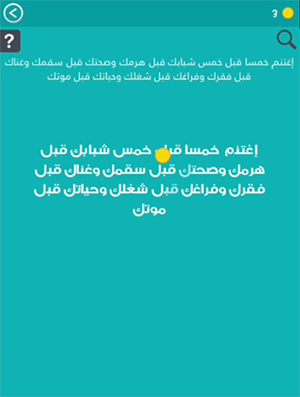 3
?
إغتنم خمسا قبل خمس شبابك قبل هرمك وصحتك قبل سقمك وغناك
قبل فقرك وفراغك قبل شغلك وحياتك قبل موتك
إغتنم خمسا قبل خمس شبابك قبل
هرمك وصحتك قبل سقمك وغناك قبل
فقرك وفراغك قبل شغلك وحياتك قبل
موتك